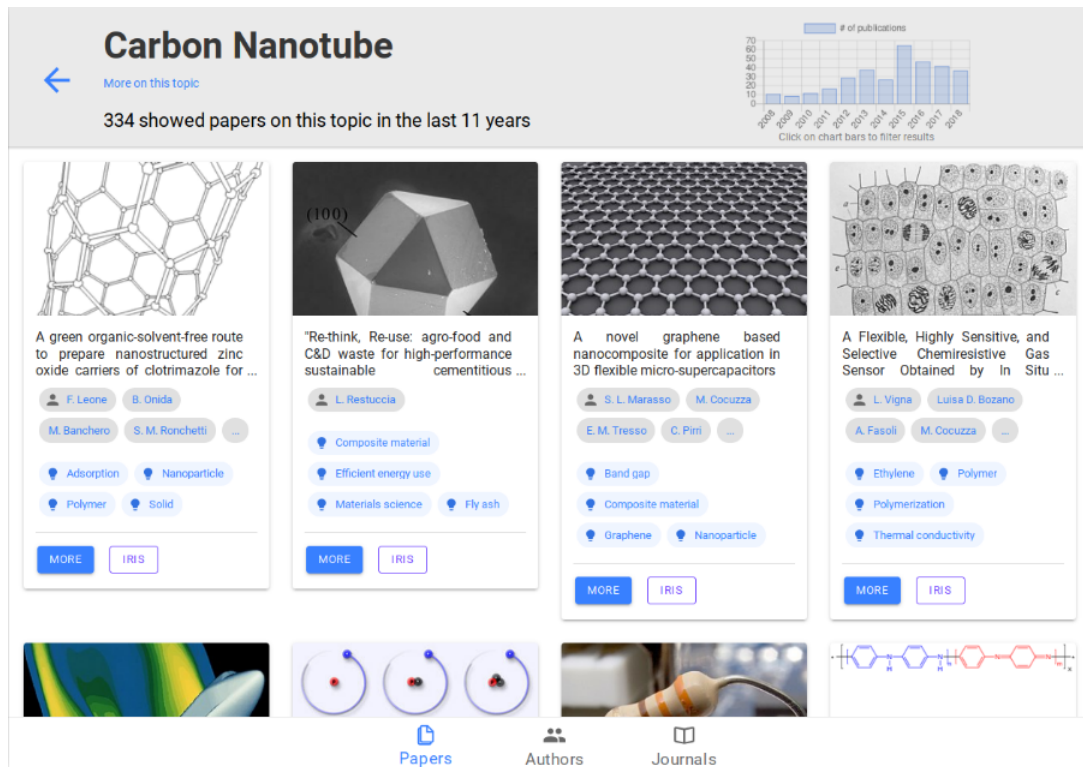 Carbon Nanotube
More on this topic
334 showed papers on this topic in the last 11 years
# of publications
70
60
50
40
30
20
10
0
2008 2009 2010 2011 2012 2013 2014 2015 2016 2017 2018
Click on chart bars to filter results
(100)
A green organic-solvent-free route
to prepare nanostructured zinc
oxide carriers of clotrimazole for ...
F. Leone B. Onida
M. Banchero S. M. Ronchetti ...
Adsorption Nanoparticle
Polymer Solid
MORE IRIS
"Re-think, Re-use: agro-food and
C&D waste for high-performance
sustainable cementitious ...
L. Restuccia
Composite material
Efficient energy use
Materials science Fly ash
MORE IRIS
A novel graphene based
nanocomposite for application in
3D flexible micro-supercapacitors
S. L. Marasso M. Cocuzza
E. M. Tresso C. Pirri ...
Band gap
Composite material
Graphene Nanoparticle
MORE IRIS
a
e
c
A Flexible, Highly Sensitive, and
Selective Chemiresistive Gas
Sensor Obtained by In Situ ...
L. Vigna Luisa D. Bozano
A. Fasoli M. Cocuzza ...
Ethylene Polymer
Polymerization
Thermal conductivity
MORE IRIS
Papers Authors Journals